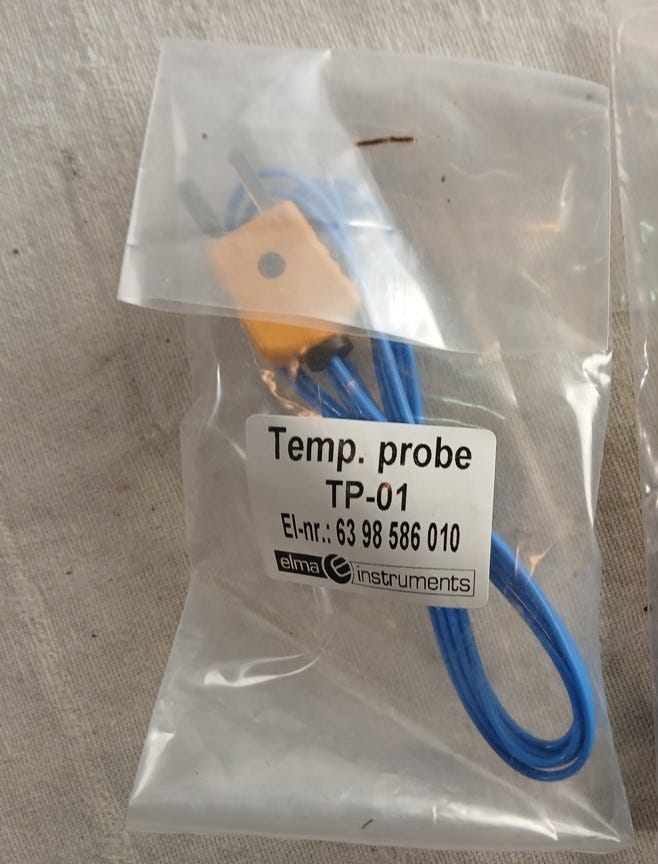 Temp. probe
TP-01
El-nr.: 63 98 586 010
elma instruments